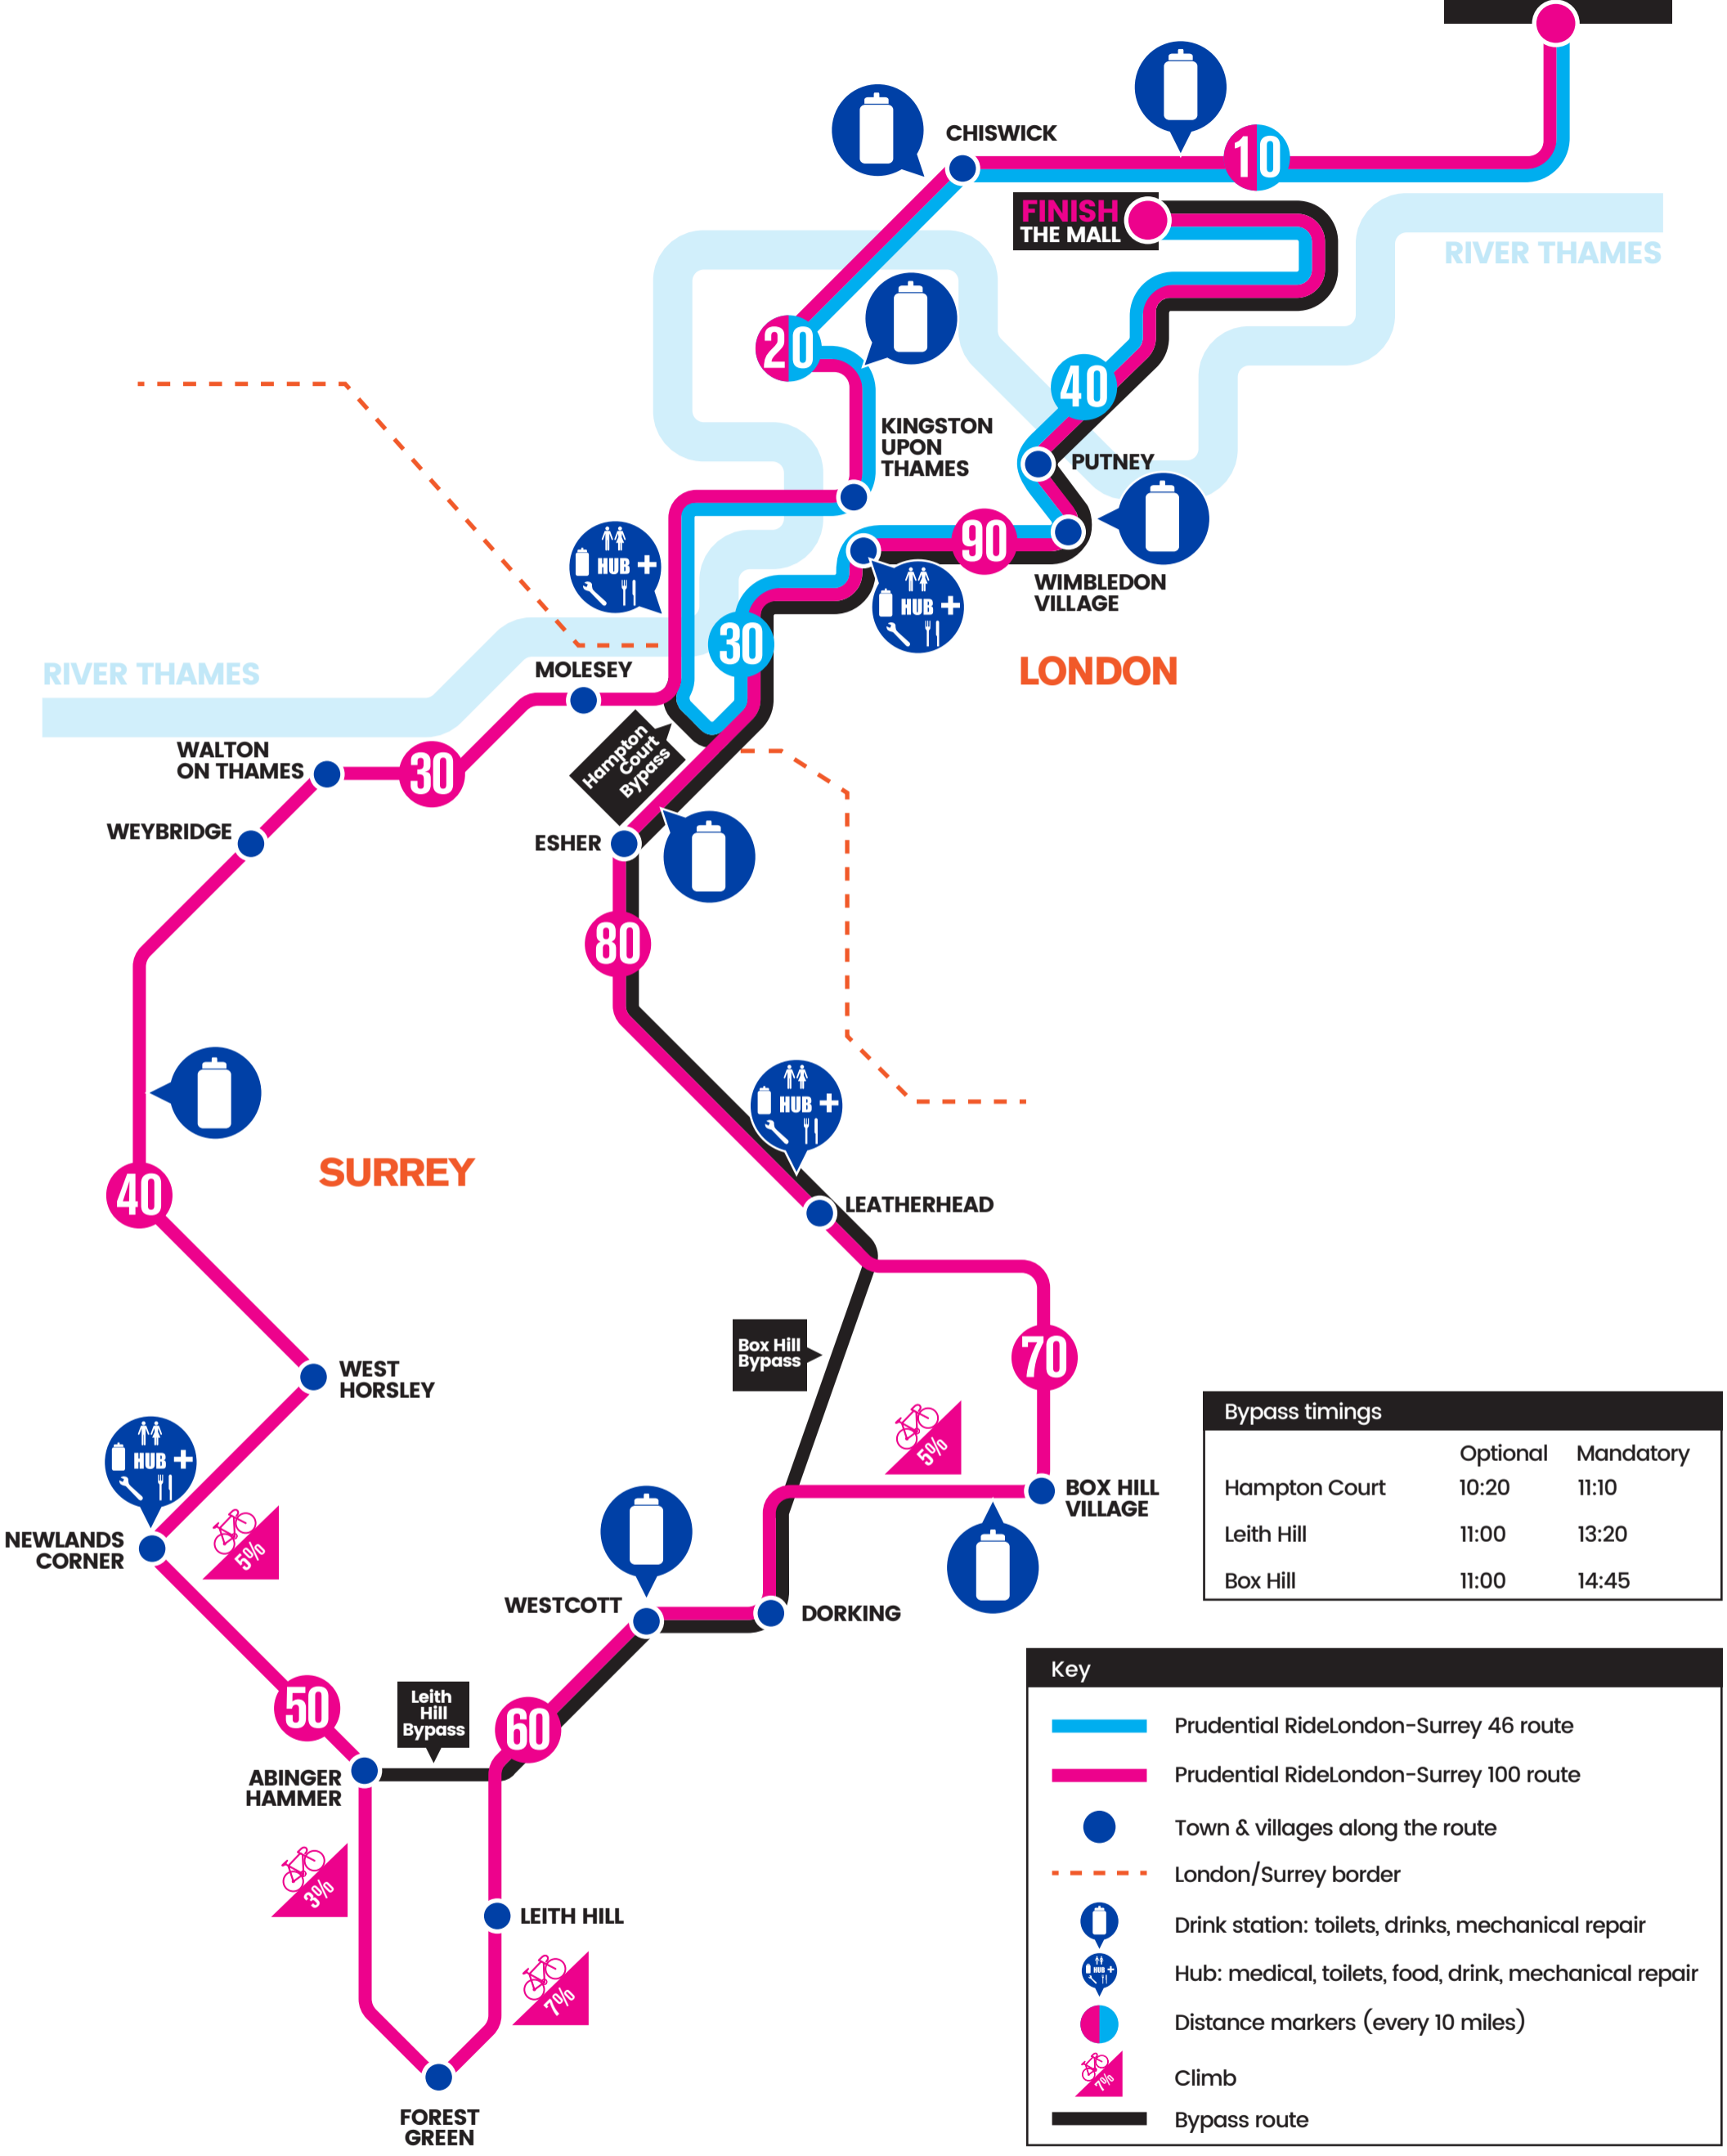 CHISWICK
10
FINISH
THE MALL
RIVER THAMES
20
40
KINGSTON
UPON
THAMES
PUTNEY
90
HUB +
WIMBLEDON
VILLAGE
HUB +
30
LONDON
RIVER THAMES
MOLESEY
WALTON
ON THAMES
30
Hampton
Court
Bypass
WEYBRIDGE
ESHER
80
HUB +
SURREY
40
LEATHERHEAD
Box Hill
Bypass
70
WEST
HORSLEY
5%
HUB +
BOX HILL
VILLAGE
NEWLANDS
CORNER
5%
WESTCOTT
DORKING
50
Leith
Hill
Bypass
60
ABINGER
HAMMER
3%
LEITH HILL
7%
FOREST
GREEN
Bypass timings
Optional Mandatory
Hampton Court 10:20 11:10
Leith Hill 11:00 13:20
Box Hill 11:00 14:45
Key
Prudential RideLondon-Surrey 46 route
Prudential RideLondon-Surrey 100 route
Town & villages along the route
London/Surrey border
Drink station: toilets, drinks, mechanical repair
HUB +
Hub: medical, toilets, food, drink, mechanical repair
Distance markers (every 10 miles)
7%
Climb
Bypass route